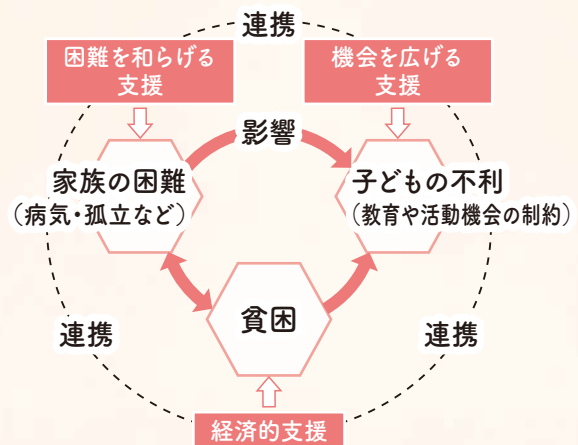 連携
困難を和らげる
支援
機会を広げる
支援
影響
家族の困難
（病気・孤立など）
子どもの不利
（教育や活動機会の制約）
貧困
連携
連携
経済的支援